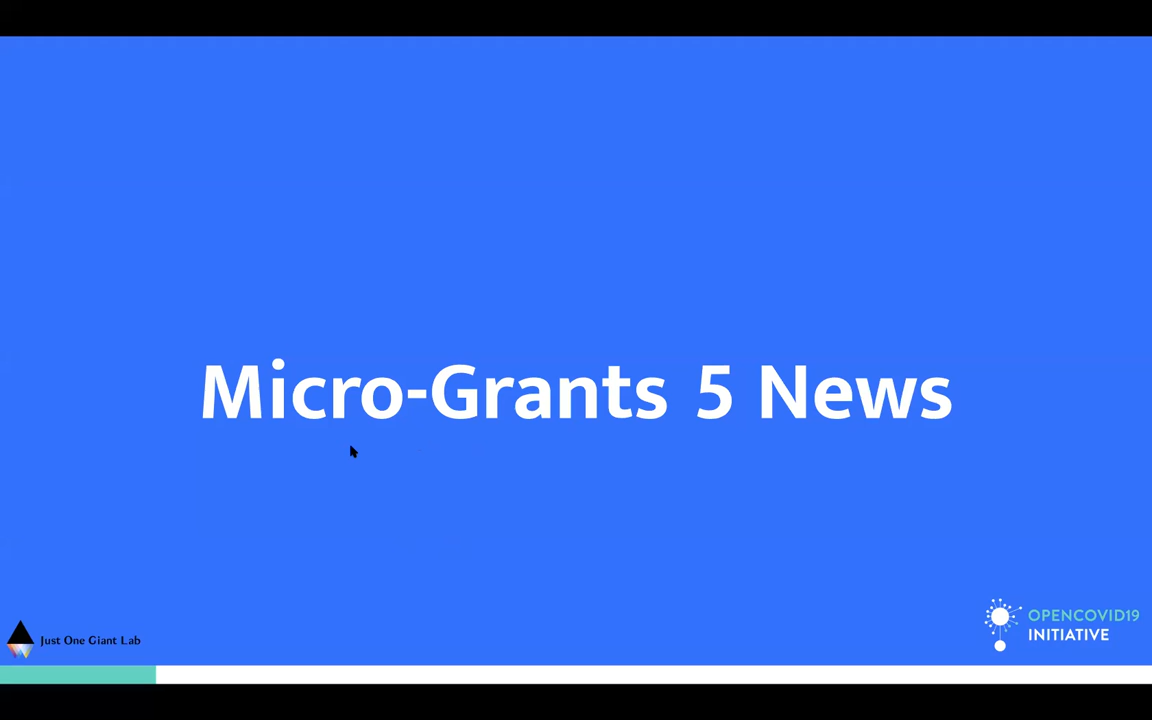 Micro-Grants 5 News
Just One Giant Lab
OPENCOVID19
INITIATIVE